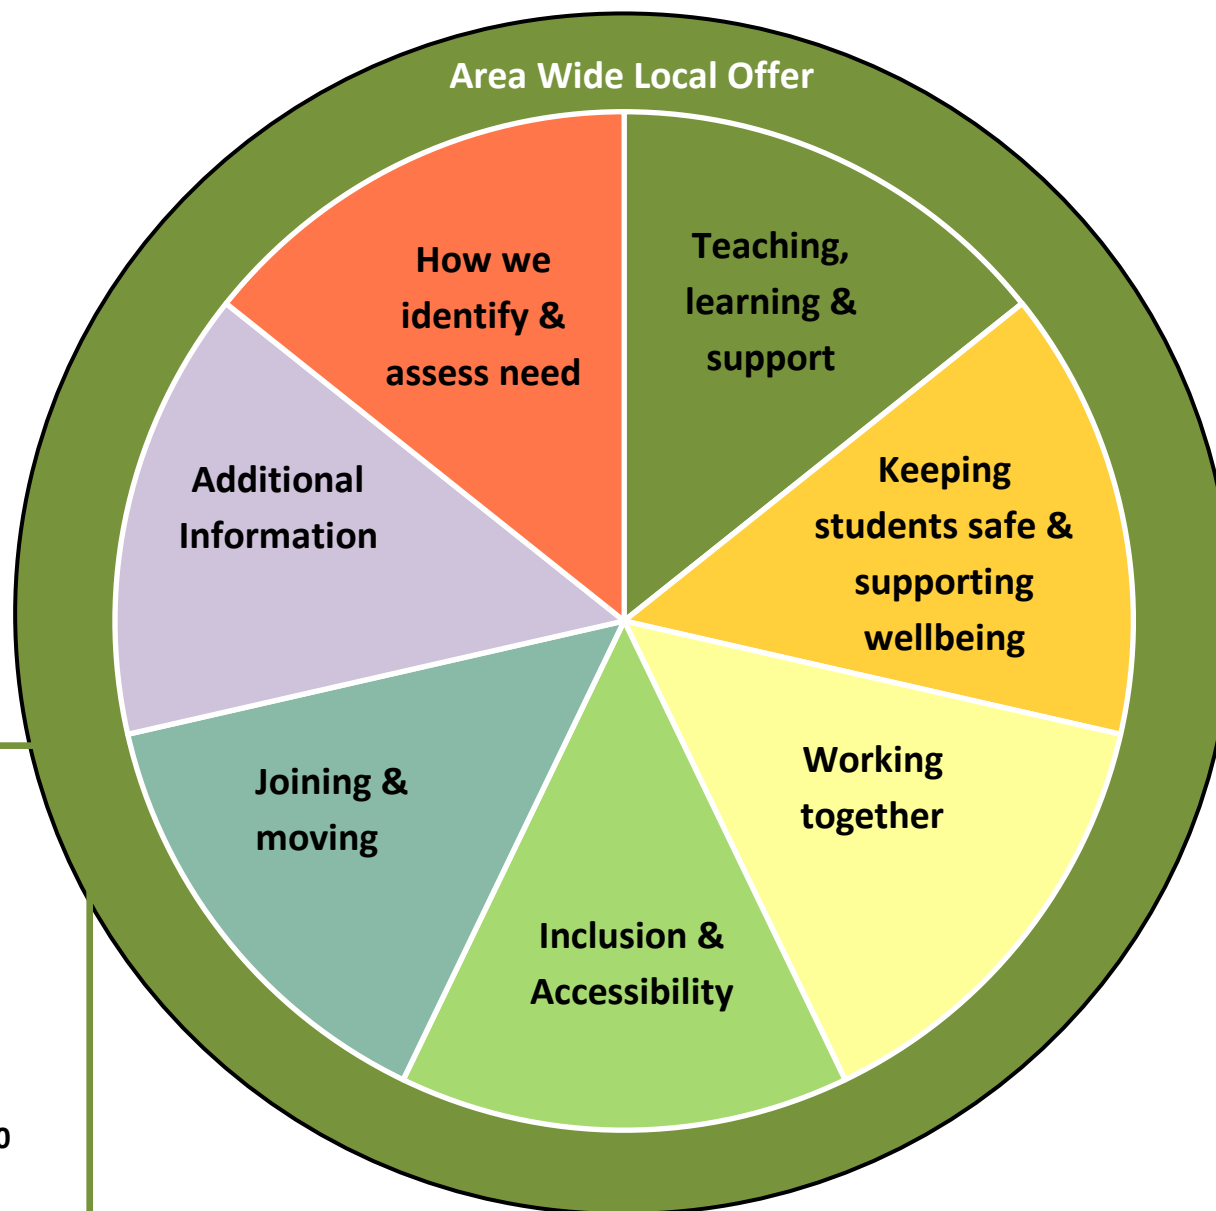 Area Wide Local Offer
How we
identify &
assess need
Teaching,
learning &
support
Keeping
students safe &
supporting
wellbeing
Additional
Information
Working
together
Joining &
moving
Inclusion &
Accessibility
0